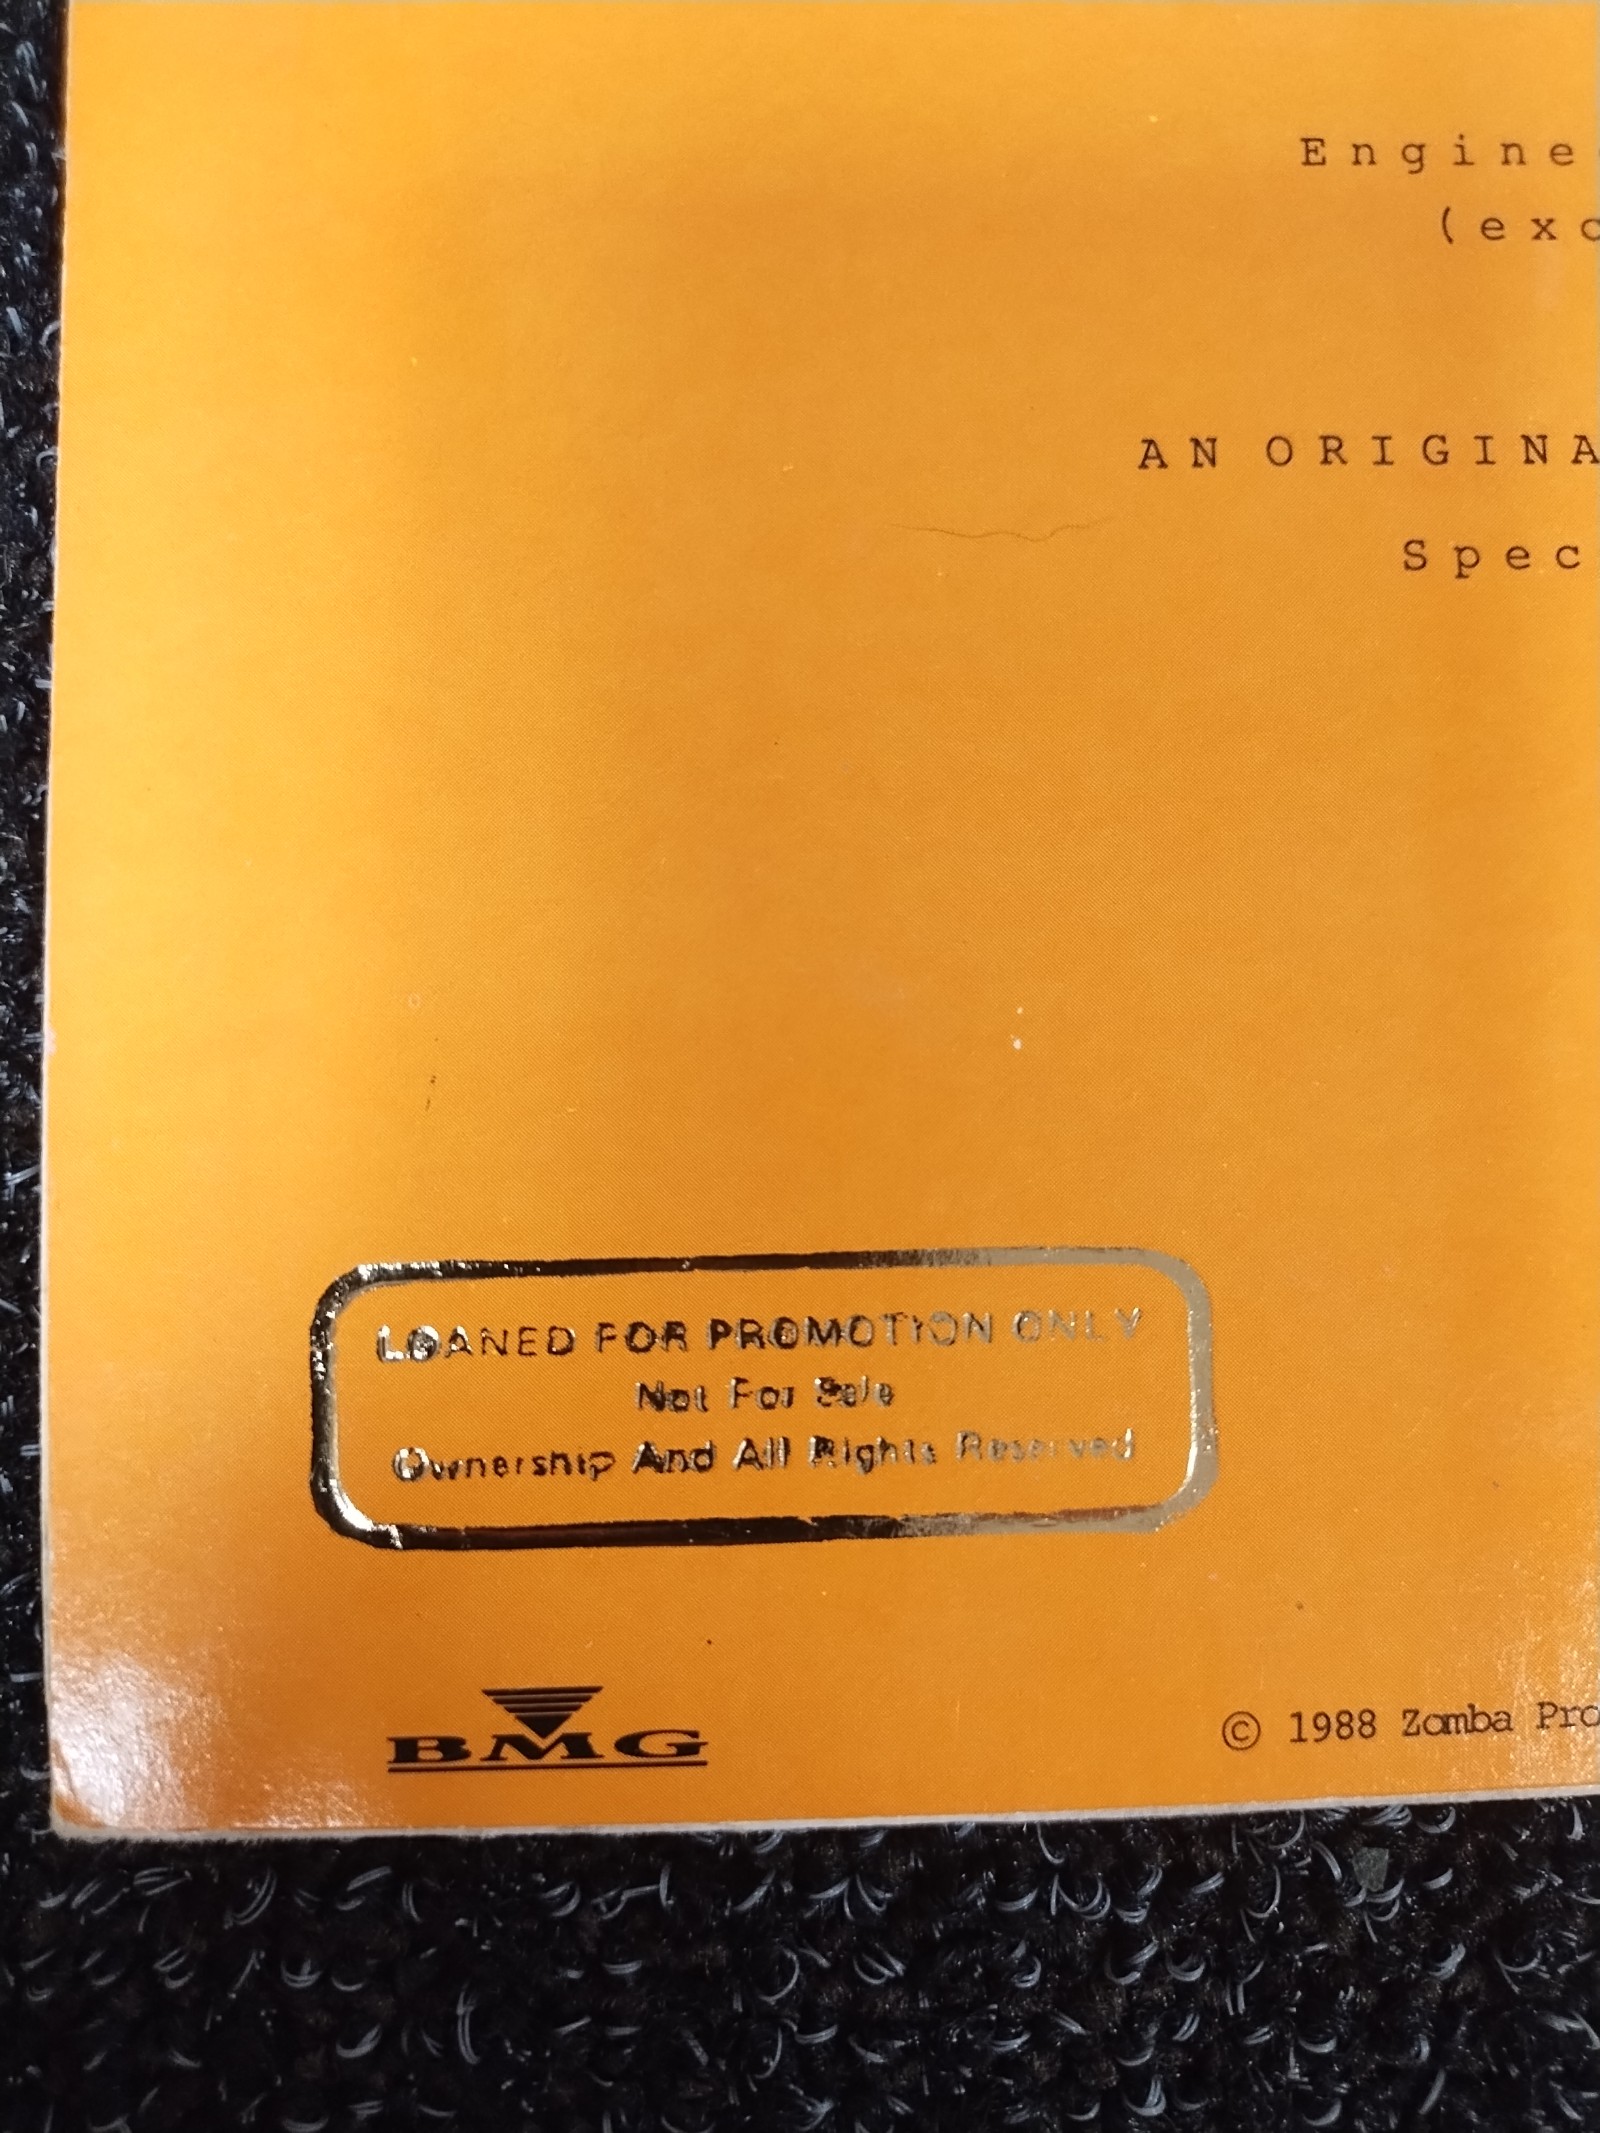 Engine
(exc
AN ORIGINA
Spec
LOANED FOR PROMOTION ONLY
Not For Sale
Ownership And All Rights Reserved
BMG
© 1988 Zomba Pro